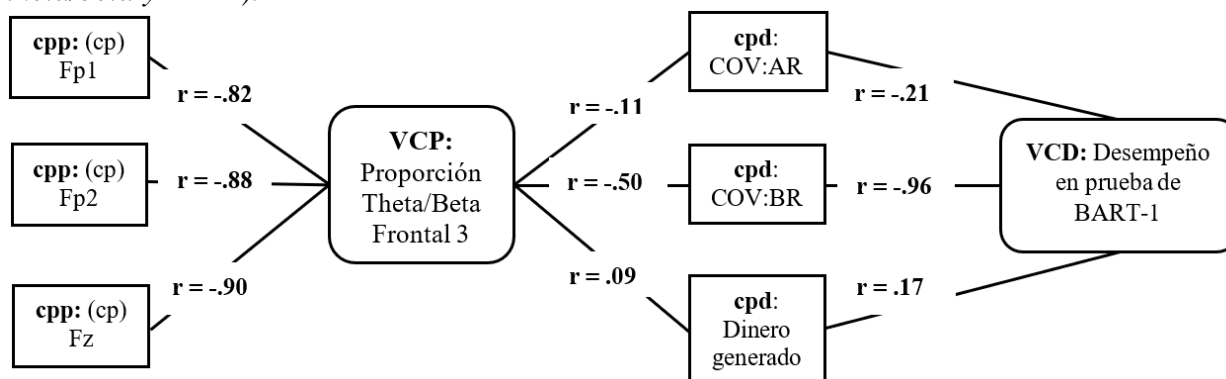 cpp: (cp)
Fp1
r = -.82
cpp: (cp)
Fp2
r = -.88
cpp: (cp)
Fz
r = -.90
VCP:
Proporción
Theta/Beta
Frontal 3
r = -.11
r = -.50
r = .09
cpd:
COV:AR
cpd:
COV:BR
cpd:
Dinero
generado
r = -.21
r = -.96
r = .17
VCD: Desempeño
en prueba de
BART-1